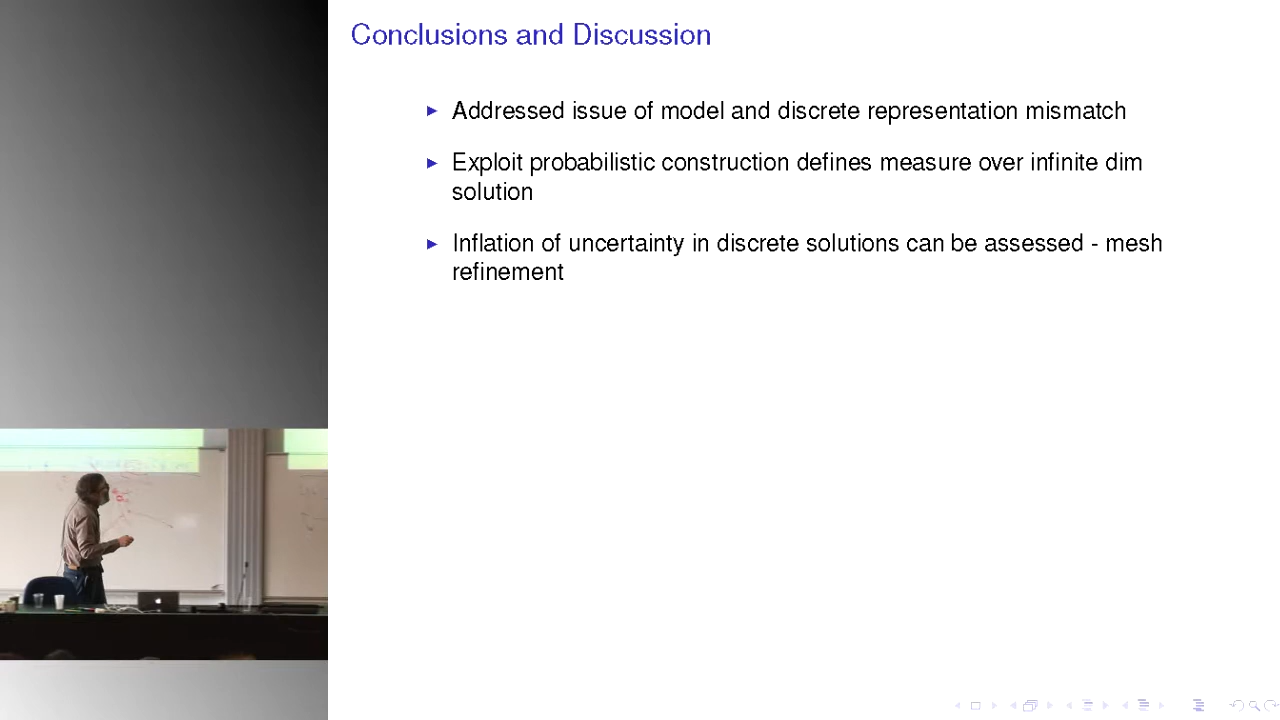 Conclusions and Discussion
Addressed issue of model and discrete representation mismatch
Exploit probabilistic construction defines measure over infinite dim
solution
Inflation of uncertainty in discrete solutions can be assessed - mesh
refinement